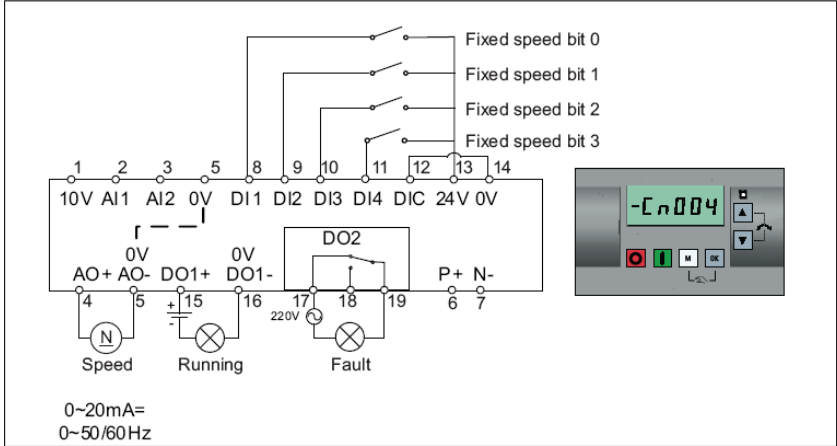 Fixed speed bit 0
Fixed speed bit 1
Fixed speed bit 2
Fixed speed bit 3
1 2 3 5 8 9 10 11 12 13 14
10V AI1 AI2 0V DI1 DI2 DI3 DI4 DIC 24V 0V
-Cn004
M OK
DO2
0V 0V
AO+ AO- DO1+ DO1- P+ N-
4 5 15 16 17 18 19 6 7
+
-
220V
N
Speed Running Fault
0~20mA=
0~50/60Hz